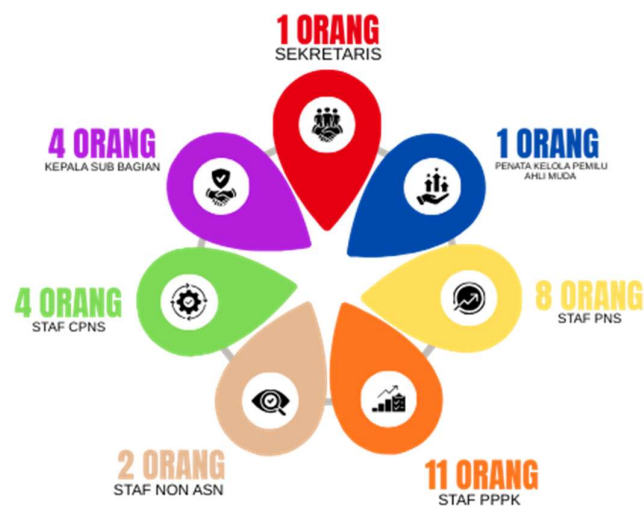 1 ORANG
SEKRETARIS
4 ORANG
KEPALA SUB BAGIAN
1 ORANG
PENATA KELOLA PEMILU
AHLI MUDA
4 ORANG
STAF CPNS
8 ORANG
STAF PNS
2 ORANG
STAF NON ASN
11 ORANG
STAF PPPK